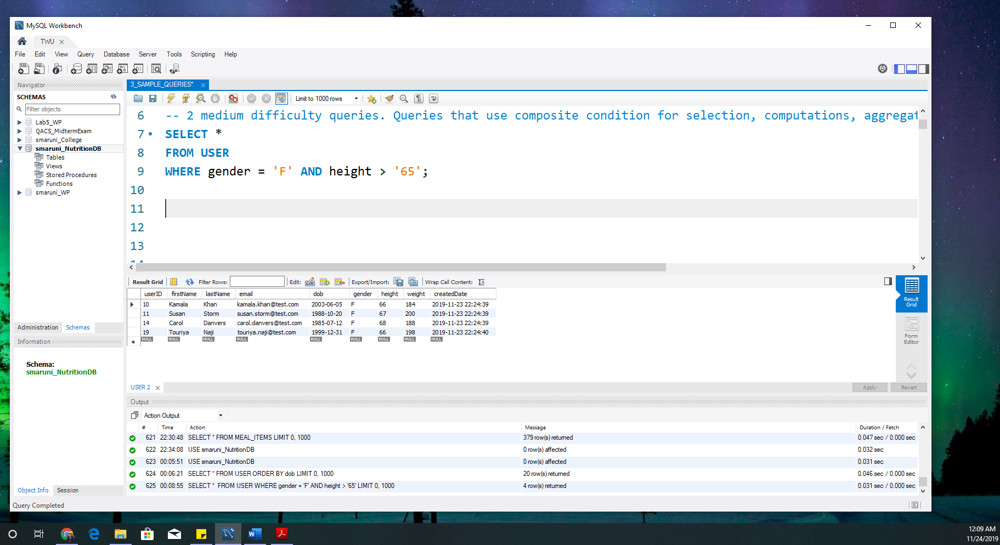 MySQL Workbench
TWU
File Edit View Query Database Server Tools Scripting Help
Navigator
SCHEMAS
Filter objects
Lab5_WP
QACS_MidtermExam
smaruni_College
smaruni_NutritionDB
Tables
Views
Stored Procedures
Functions
smaruni_WP
Administration Schemas
Information
Schema:
smaruni_NutritionDB
Object Info Session
Query Completed
3_SAMPLE_QUERIES*
Limit to 1000 rows
6 -- 2 medium difficulty queries. Queries that use composite condition for selection, computations, aggregat
7 SELECT *
8 FROM USER
9 WHERE gender = 'F' AND height > '65';
10
11
12
13
14
Result Grid Filter Rows: Edit: Export/Import: Wrap Cell Content:
userID firstName lastName email dob gender height weight createdDate
10 Kamala Khan kamala.khan@test.com 2003-06-05 F 66 184 2019-11-23 22:24:39
11 Susan Storm susan.storm@test.com 1988-10-20 F 67 200 2019-11-23 22:24:39
14 Carol Danvers carol.danvers@test.com 1985-07-12 F 68 188 2019-11-23 22:24:39
19 Touriya Naji touriya.naji@test.com 1999-12-31 F 66 198 2019-11-23 22:24:40
NULL NULL NULL NULL NULL NULL NULL NULL NULL
Result
Grid
Form
Editor
USER 2
Apply Revert
Output
Action Output
# Time Action Message Duration / Fetch
621 22:30:48 SELECT * FROM MEAL_ITEMS LIMIT 0, 1000 379 row(s) returned 0.047 sec / 0.000 sec
622 22:34:08 USE smaruni_NutritionDB 0 row(s) affected 0.032 sec
623 00:05:51 USE smaruni_NutritionDB 0 row(s) affected 0.031 sec
624 00:06:21 SELECT * FROM USER ORDER BY dob LIMIT 0, 1000 20 row(s) returned 0.046 sec / 0.000 sec
625 00:08:55 SELECT * FROM USER WHERE gender = 'F' AND height > '65' LIMIT 0, 1000 4 row(s) returned 0.031 sec / 0.000 sec
12:09 AM
11/24/2019